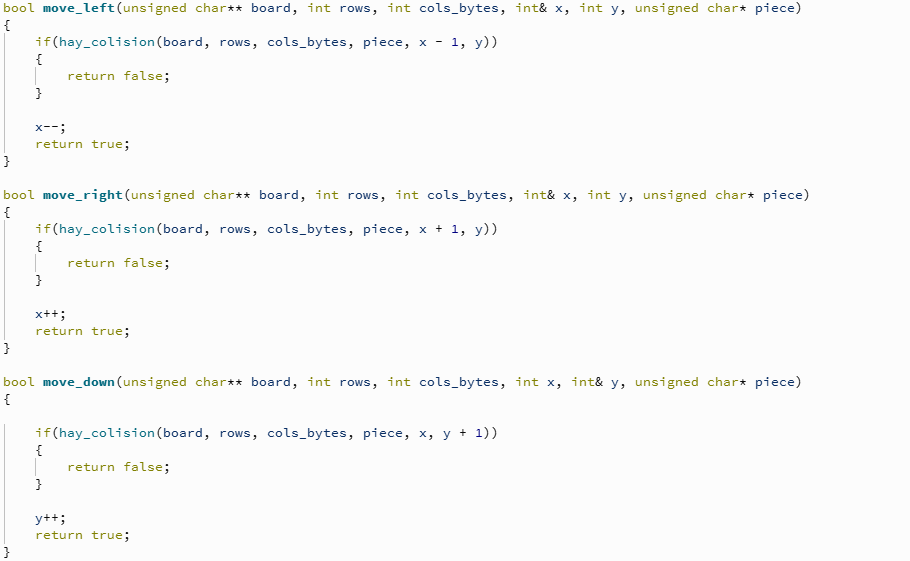 bool move_left(unsigned char** board, int rows, int cols_bytes, int& x, int y, unsigned char* piece)
{
    if(hay_colision(board, rows, cols_bytes, piece, x - 1, y))
    {
        return false;
    }

    x--;
    return true;
}

bool move_right(unsigned char** board, int rows, int cols_bytes, int& x, int y, unsigned char* piece)
{
    if(hay_colision(board, rows, cols_bytes, piece, x + 1, y))
    {
        return false;
    }

    x++;
    return true;
}

bool move_down(unsigned char** board, int rows, int cols_bytes, int x, int& y, unsigned char* piece)
{

    if(hay_colision(board, rows, cols_bytes, piece, x, y + 1))
    {
        return false;
    }

    y++;
    return true;
}